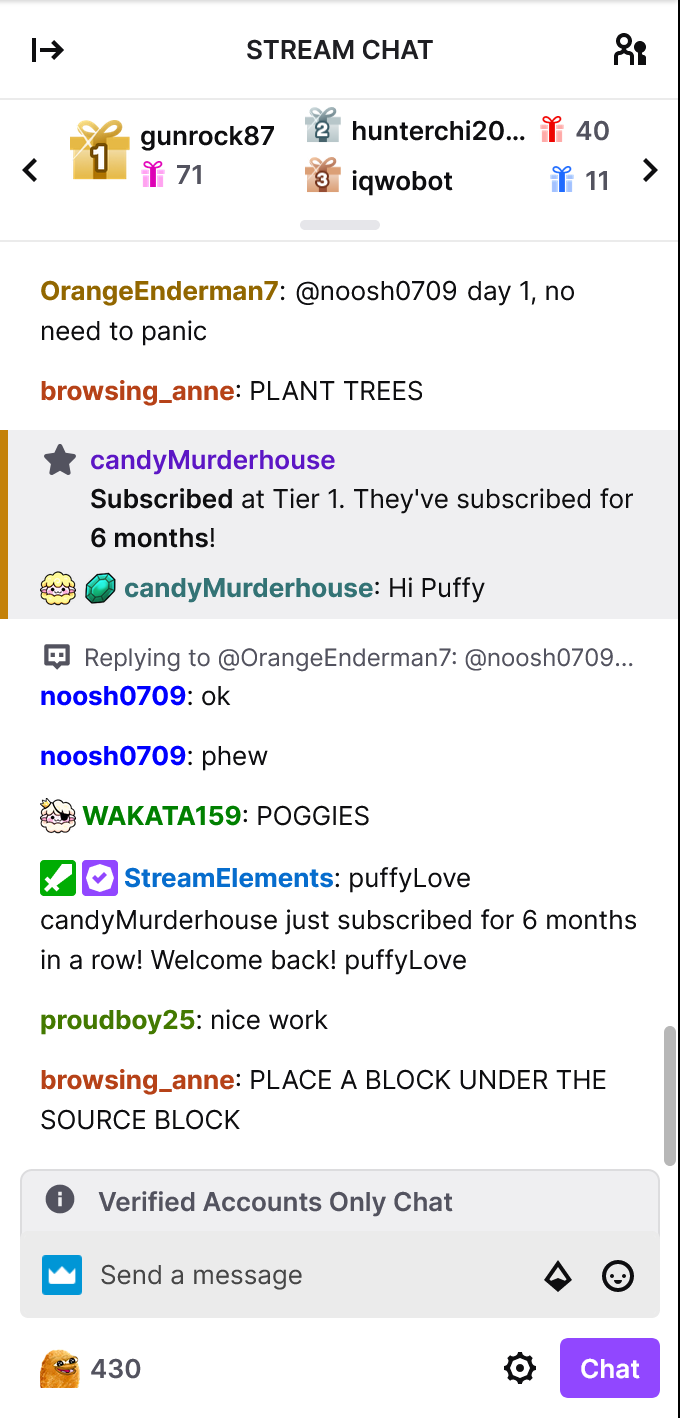 STREAM CHAT
1 gunrock87
71
2 hunterchi20... 40
3 iqwobot 11
OrangeEnderman7: @noosh0709 day 1, no
need to panic
browsing_anne: PLANT TREES
candyMurderhouse
Subscribed at Tier 1. They've subscribed for
6 months!
candyMurderhouse: Hi Puffy
Replying to @OrangeEnderman7: @noosh0709...
noosh0709: ok
noosh0709: phew
WAKATA159: POGGIES
StreamElements: puffyLove
candyMurderhouse just subscribed for 6 months
in a row! Welcome back! puffyLove
proudboy25: nice work
browsing_anne: PLACE A BLOCK UNDER THE
SOURCE BLOCK
Verified Accounts Only Chat
Send a message
430
Chat